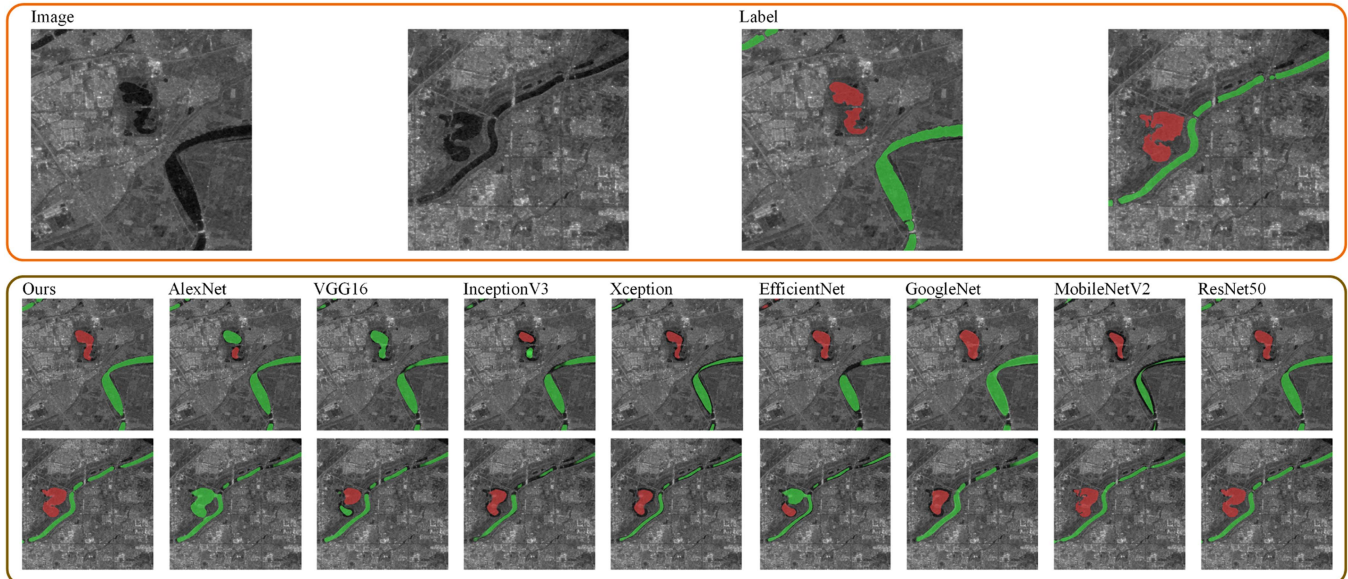 Image
Label
Ours
AlexNet
VGG16
InceptionV3
Xception
EfficientNet
GoogleNet
MobileNetV2
ResNet50